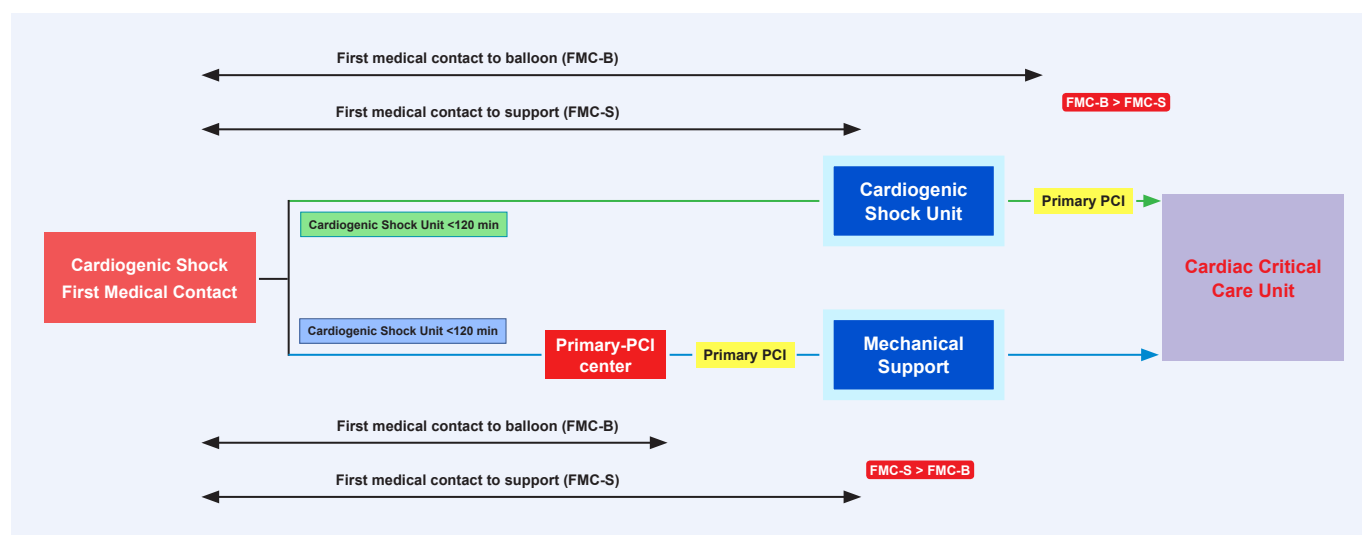 First medical contact to balloon (FMC-B)
FMC-B > FMC-S
First medical contact to support (FMC-S)
Cardiogenic
Shock Unit
Primary PCI
Cardiogenic Shock Unit <120 min
Cardiogenic Shock
First Medical Contact
Cardiac Critical
Care Unit
Cardiogenic Shock Unit <120 min
Primary-PCI
center
Primary PCI
Mechanical
Support
First medical contact to balloon (FMC-B)
FMC-S > FMC-B
First medical contact to support (FMC-S)